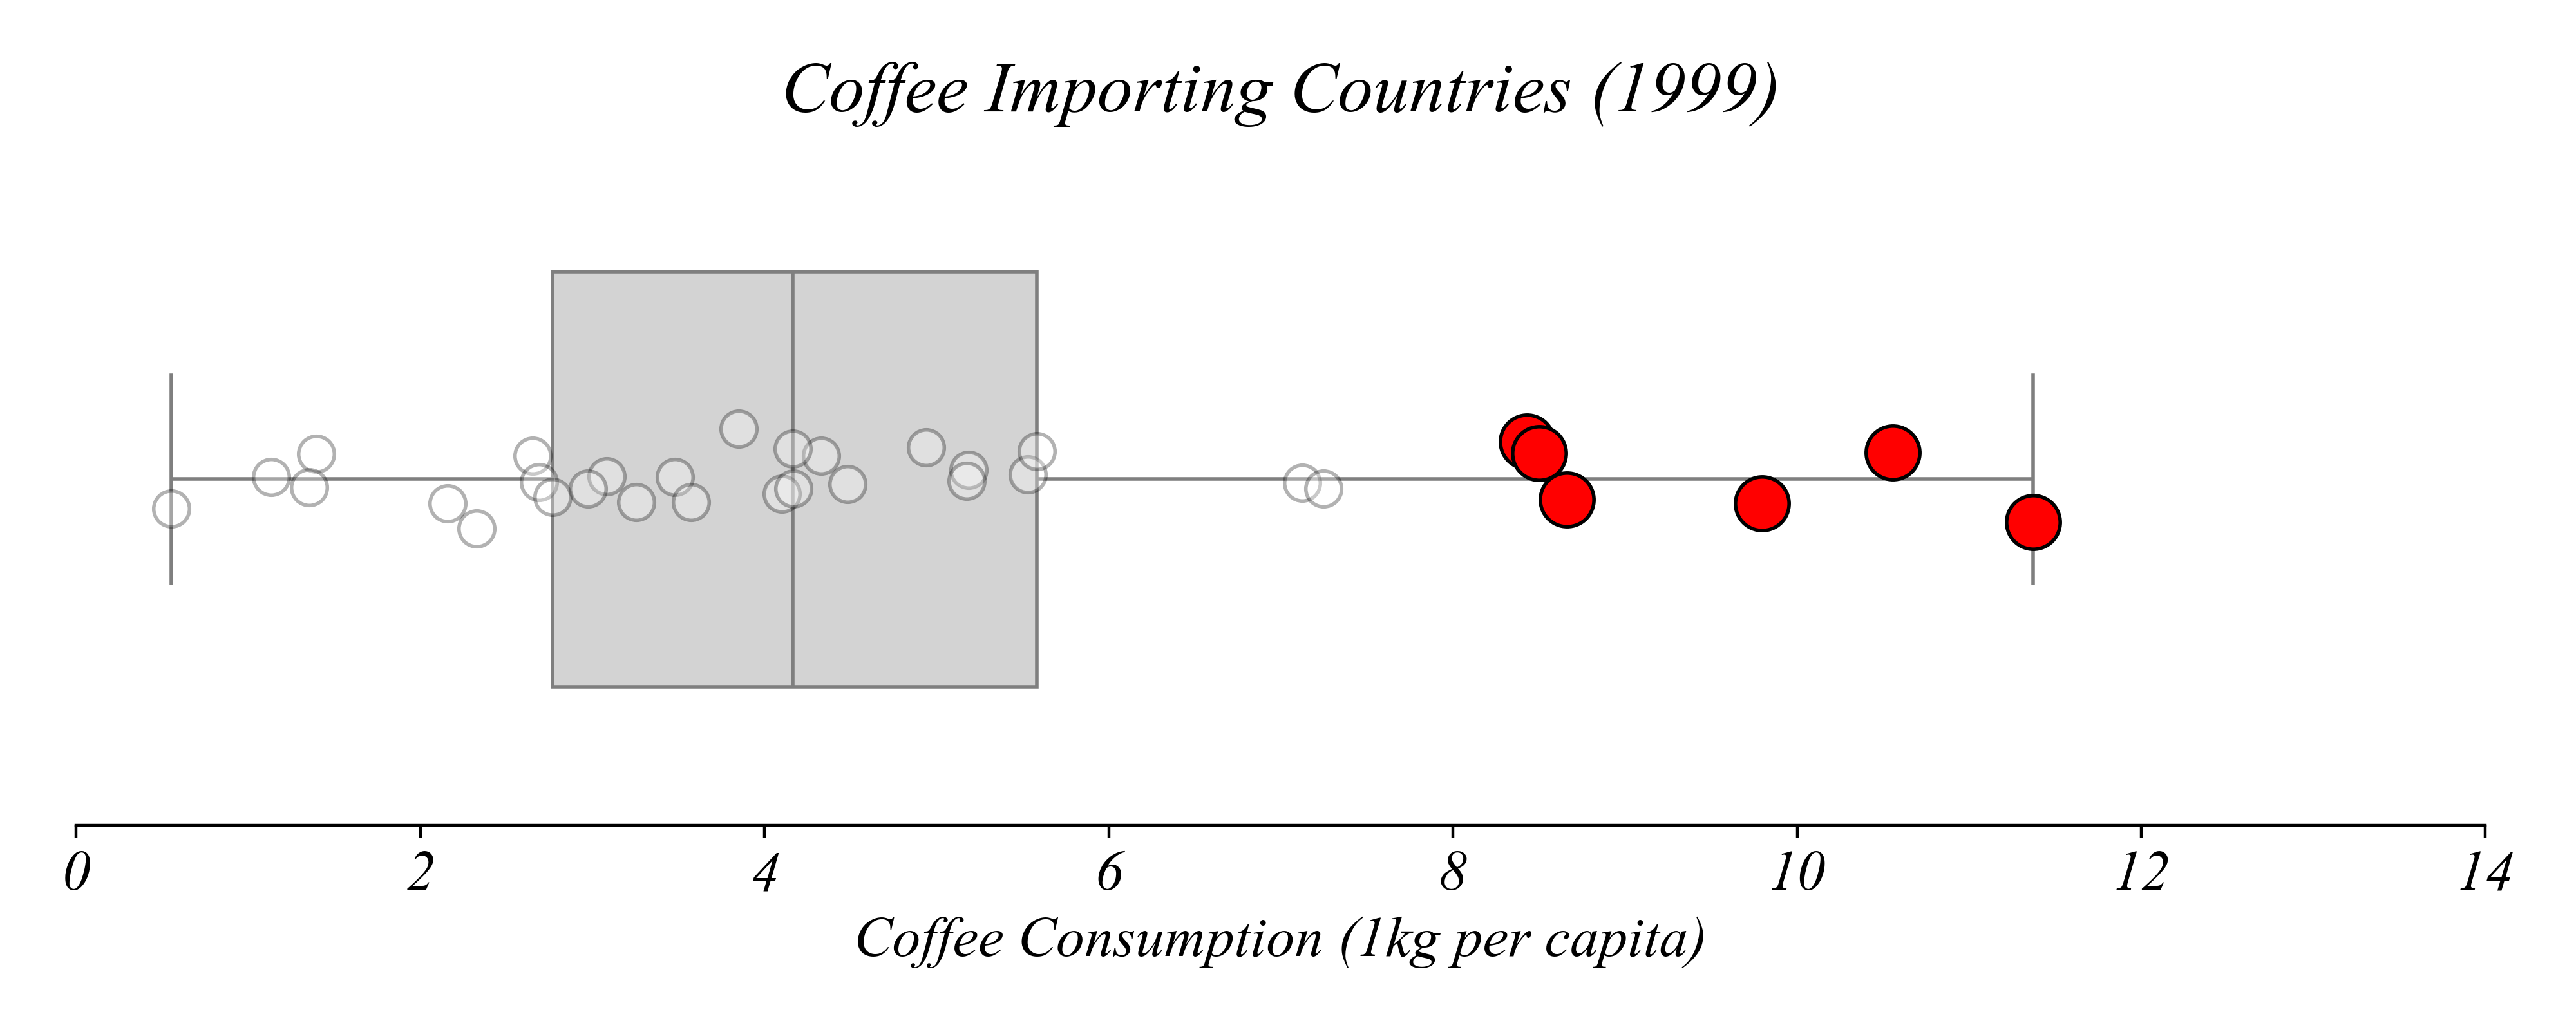 Coffee Importing Countries (1999)
0 2 4 6 8 10 12 14
Coffee Consumption (1kg per capita)